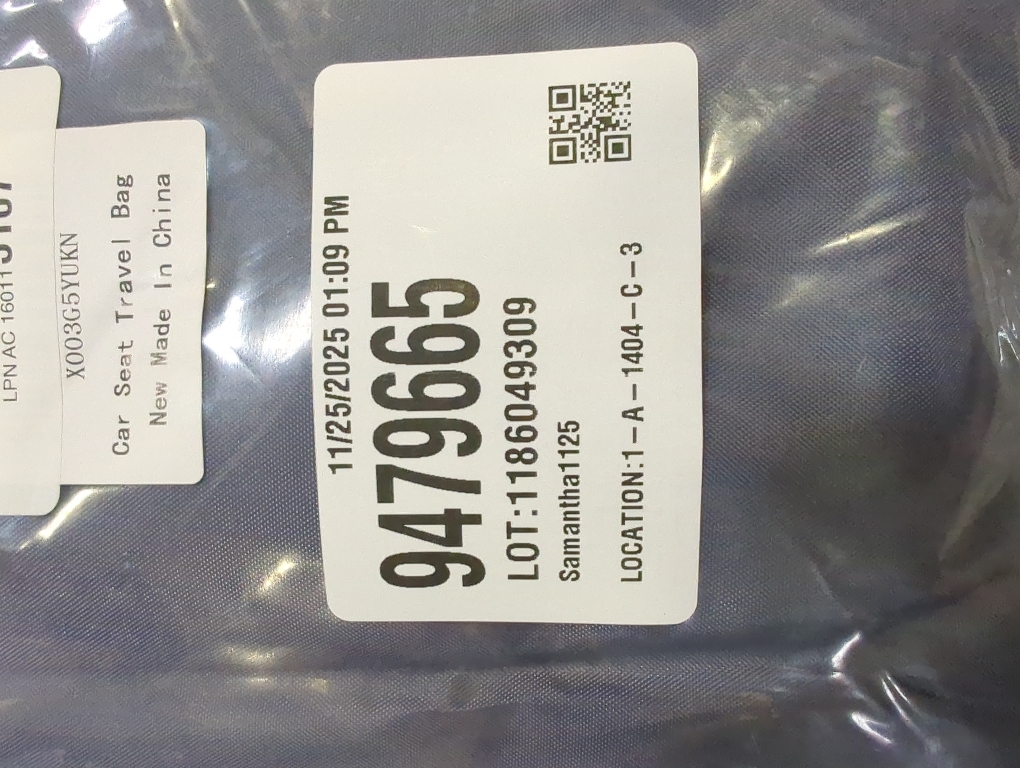 LPN AC 16011
X003G5YUKN
Car Seat Travel Bag
New Made In China
11/25/2025 01:09 PM
9479665
LOT:1186049309
Samantha1125
LOCATION:1-A-1404-C-3